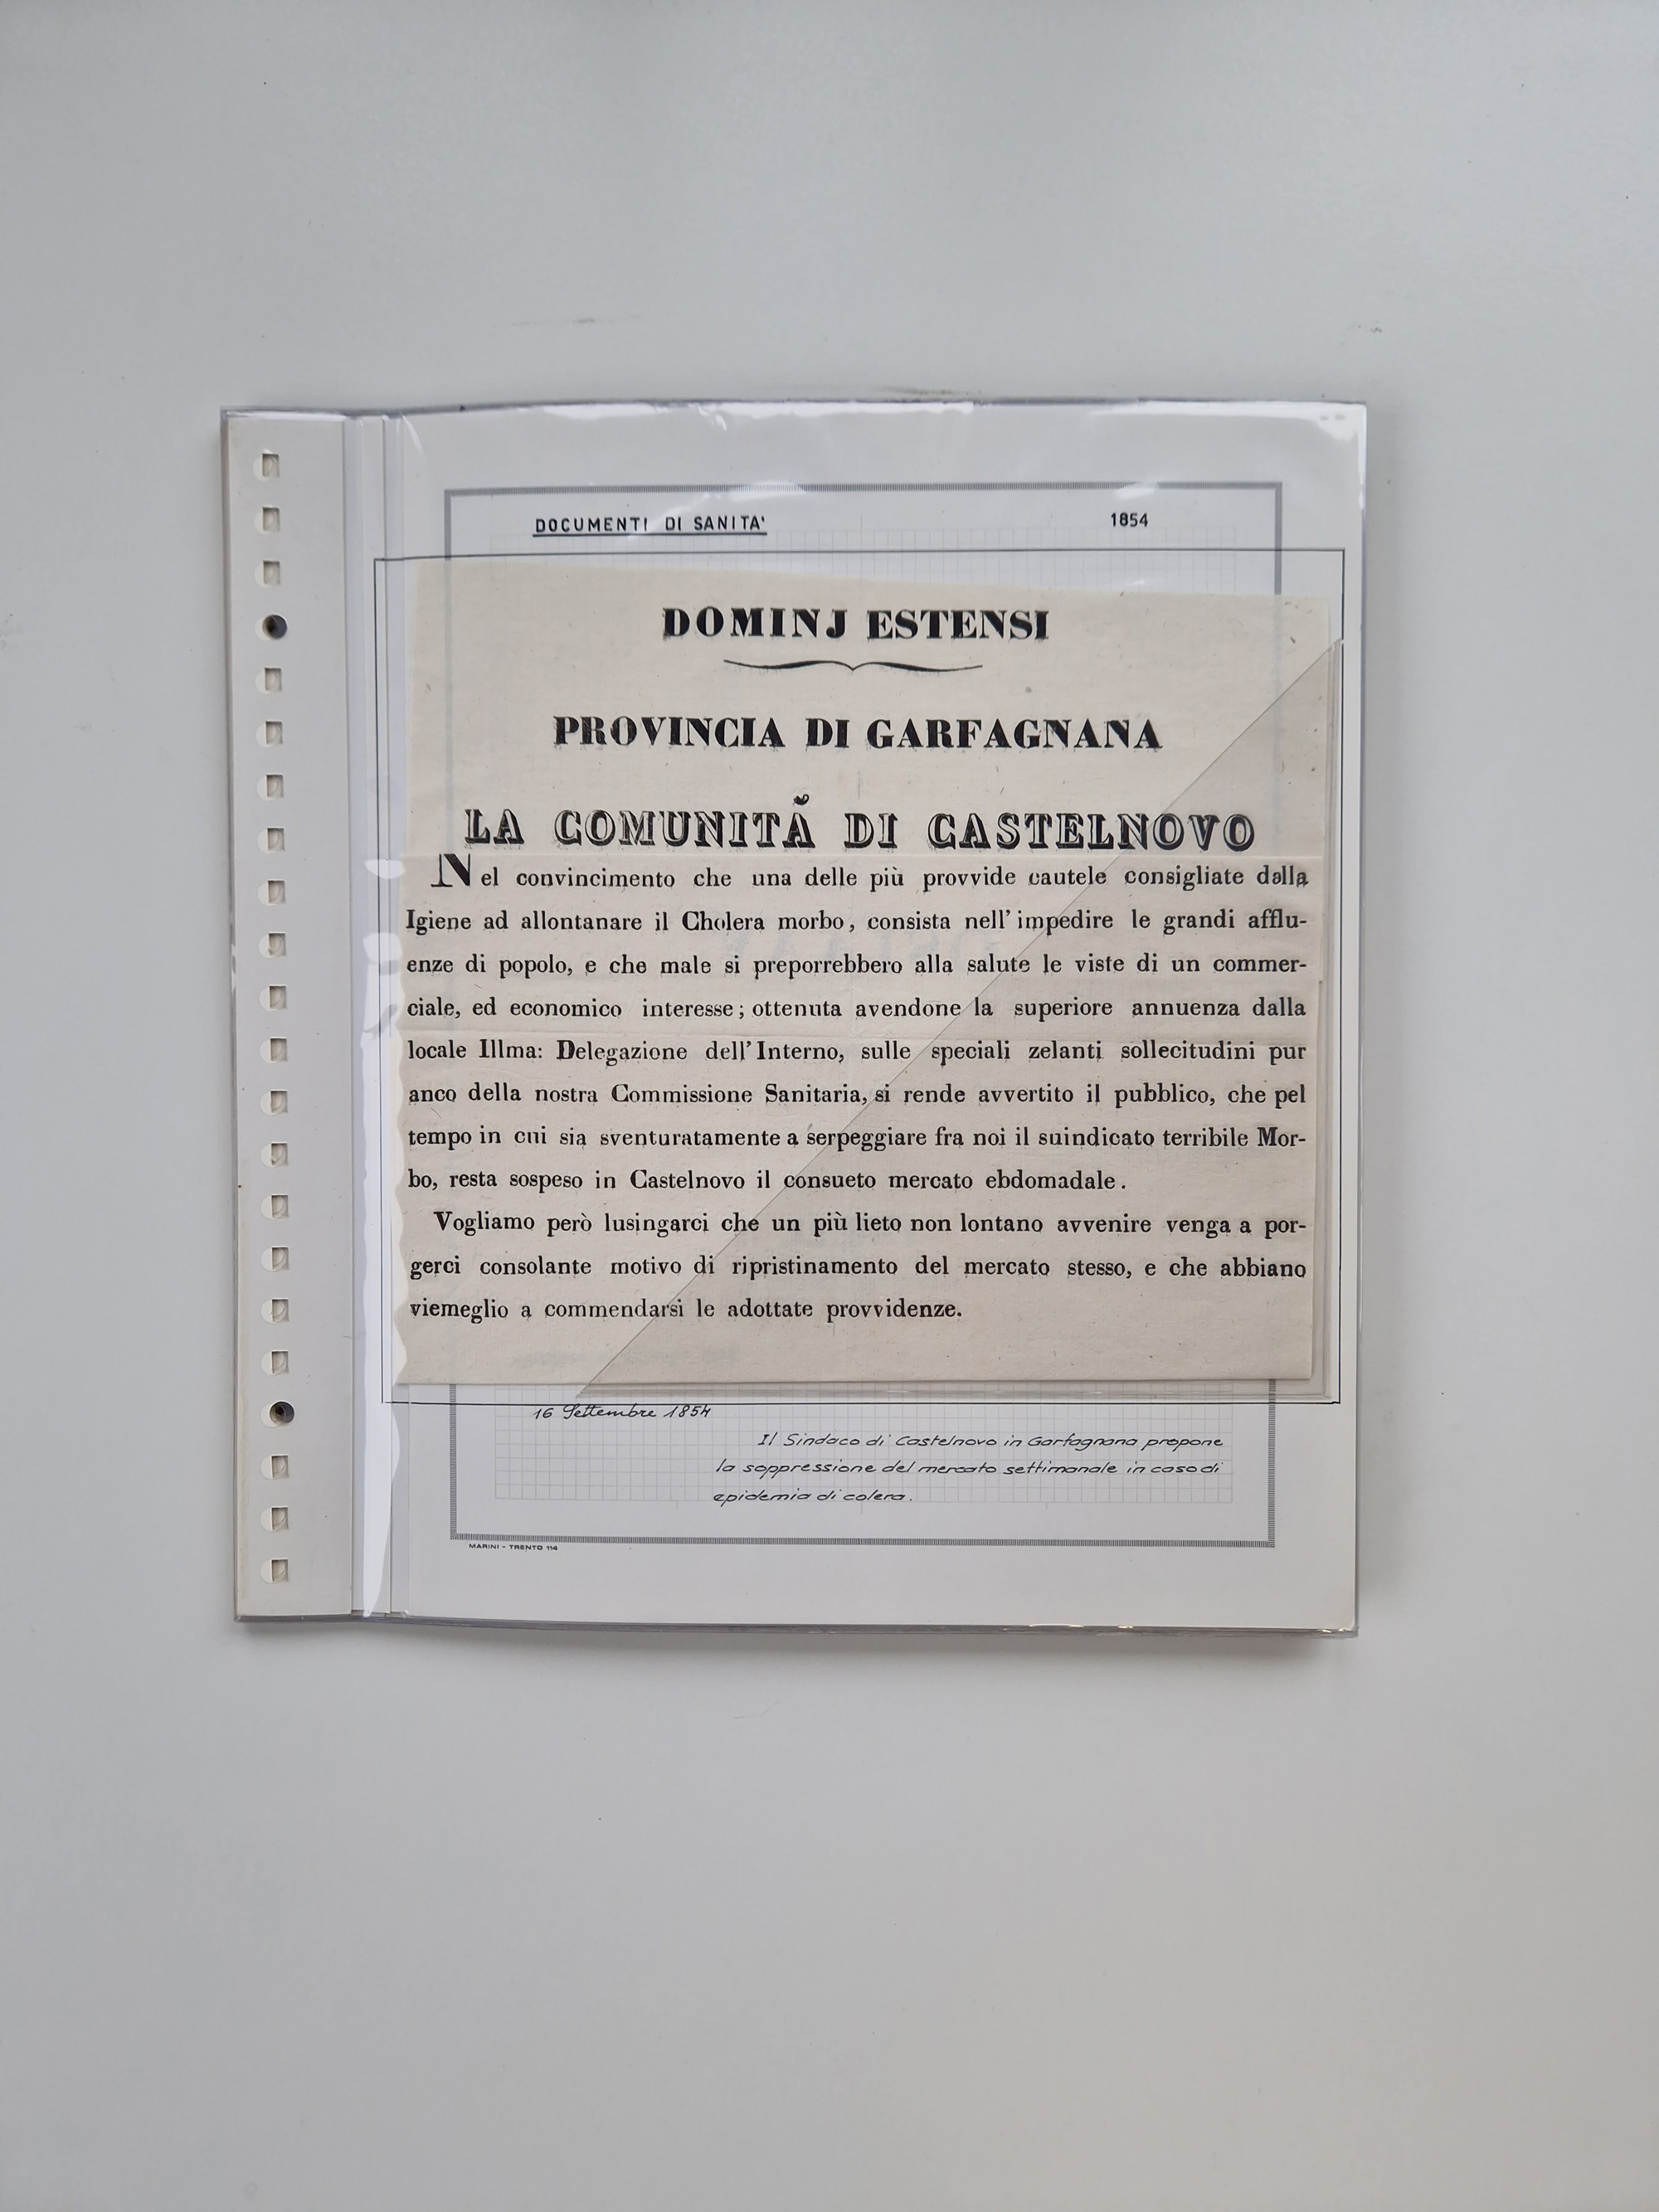 DOCUMENTI DI SANITA'
1854
DOMINJ ESTENSI
PROVINCIA DI GARFAGNANA
LA COMUNITÀ DI CASTELNOVO
Nel convincimento che una delle più provvide cautele consigliate dalla
Igiene ad allontanare il Cholera morbo, consista nell'impedire le grandi afflu-
enze di popolo, e che male si preporrebbero alla salute le viste di un commer-
ciale, ed economico interesse; ottenuta avendone la superiore annuenza dalla
locale Illma: Delegazione dell'Interno, sulle speciali zelanti sollecitudini pur
anco della nostra Commissione Sanitaria, si rende avvertito il pubblico, che pel
tempo in cui sia sventuratamente a serpeggiare fra noi il suindicato terribile Mor-
bo, resta sospeso in Castelnovo il consueto mercato ebdomadale.
Vogliamo però lusingarci che un più lieto non lontano avvenire venga a por-
gerci consolante motivo di ripristinamento del mercato stesso, e che abbiano
viemeglio a commendarsi le adottate provvidenze.
16 Settembre 1854
Il Sindaco di Castelnovo in Garfagnana propone
la soppressione del mercato settimanale in caso di
epidemia di colera.
MARINI - TRENTO 114